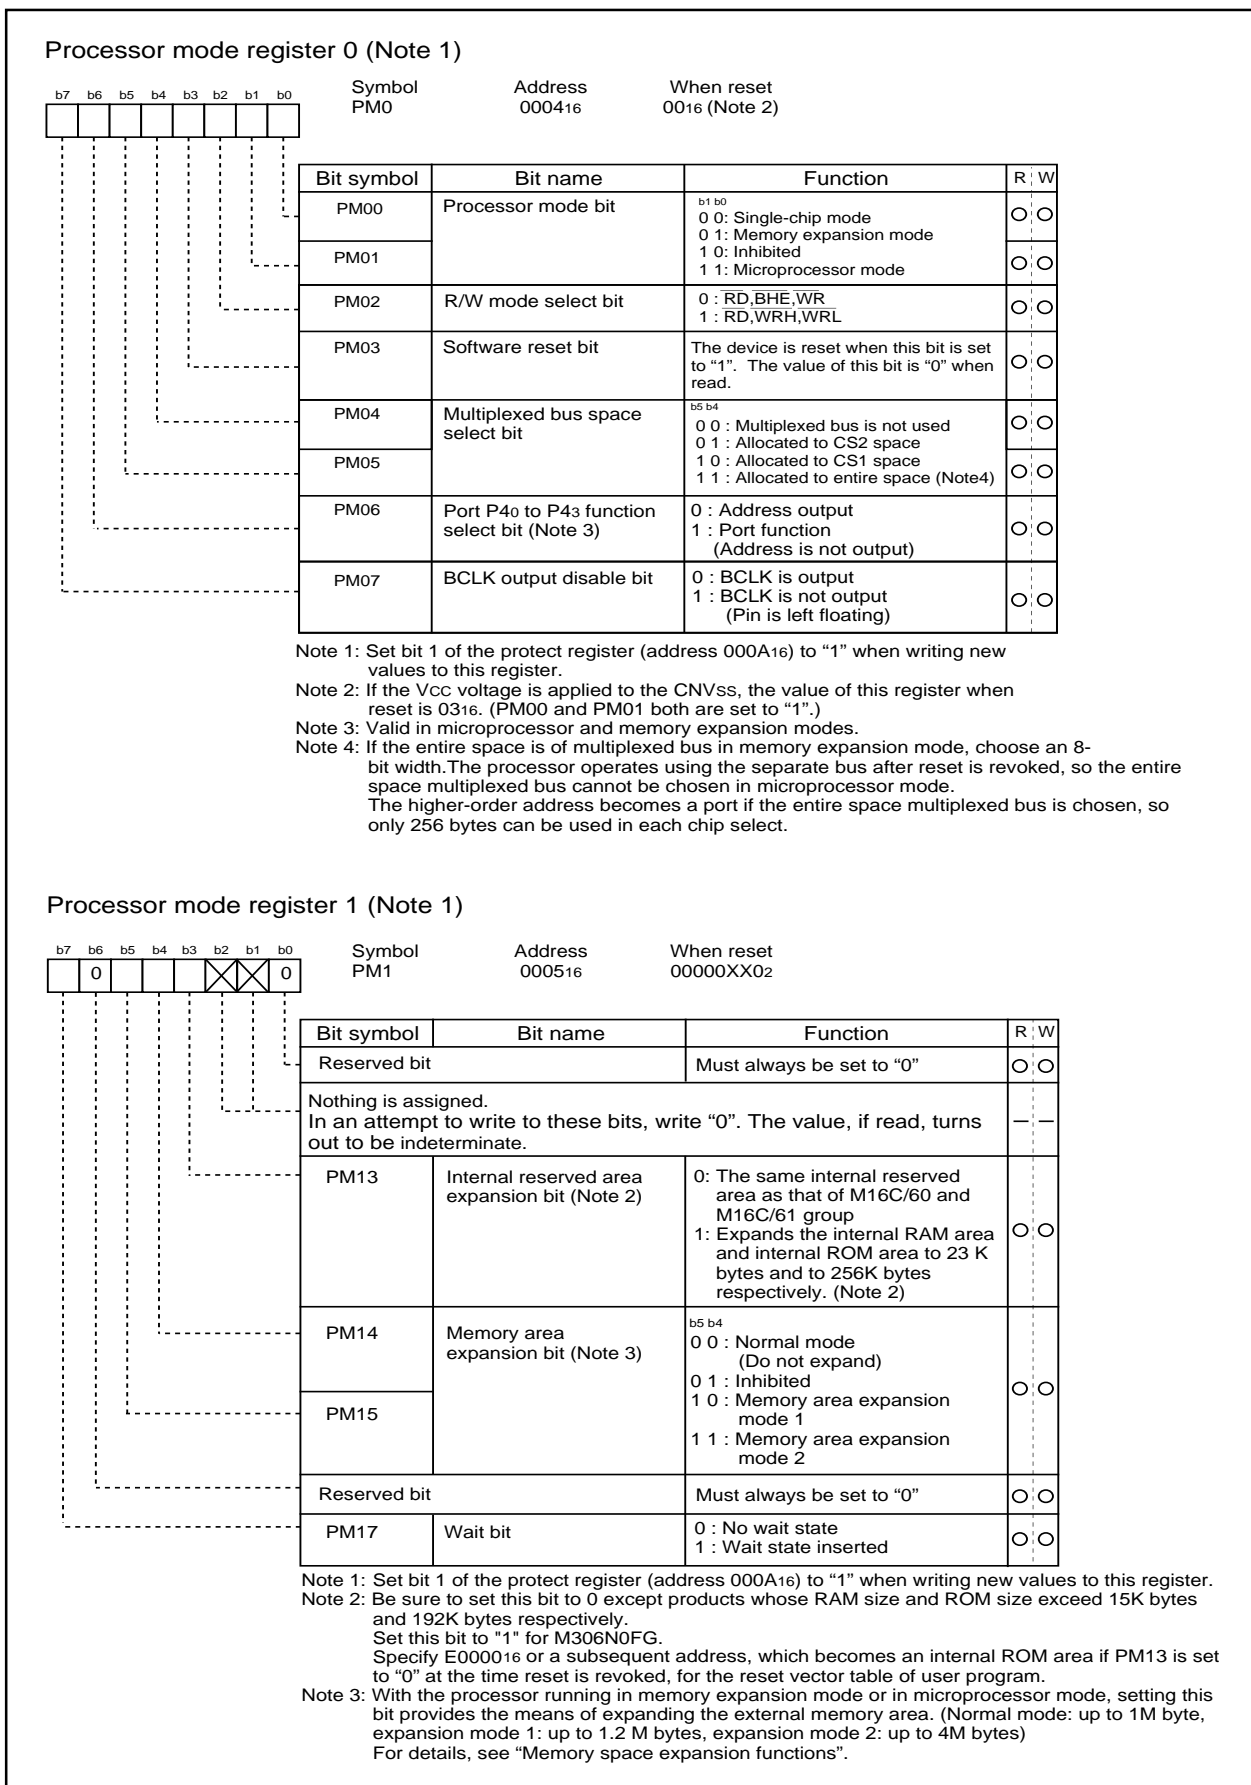 Processor mode register 0 (Note 1)
b7 b6 b5 b4 b3 b2 b1 b0
Symbol Address When reset
PM0 000416 0016 (Note 2)
Bit symbol Bit name Function R W
PM00 Processor mode bit
b1 b0
0 0: Single-chip mode
0 1: Memory expansion mode
PM01
1 0: Inhibited
1 1: Microprocessor mode
PM02 R/W mode select bit
0 : RD,BHE,WR
1 : RD,WRH,WRL
PM03 Software reset bit
The device is reset when this bit is set
to “1”. The value of this bit is “0” when
read.
PM04 Multiplexed bus space
select bit
b5 b4
0 0 : Multiplexed bus is not used
0 1 : Allocated to CS2 space
PM05
1 0 : Allocated to CS1 space
1 1 : Allocated to entire space (Note4)
PM06 Port P40 to P43 function
select bit (Note 3)
0 : Address output
1 : Port function
(Address is not output)
PM07 BCLK output disable bit
0 : BCLK is output
1 : BCLK is not output
(Pin is left floating)
Note 1: Set bit 1 of the protect register (address 000A16) to “1” when writing new
values to this register.
Note 2: If the VCC voltage is applied to the CNVSS, the value of this register when
reset is 0316. (PM00 and PM01 both are set to “1”.)
Note 3: Valid in microprocessor and memory expansion modes.
Note 4: If the entire space is of multiplexed bus in memory expansion mode, choose an 8-
bit width.The processor operates using the separate bus after reset is revoked, so the entire
space multiplexed bus cannot be chosen in microprocessor mode.
The higher-order address becomes a port if the entire space multiplexed bus is chosen, so
only 256 bytes can be used in each chip select.
Processor mode register 1 (Note 1)
b7 b6 b5 b4 b3 b2 b1 b0
0 0
Symbol Address When reset
PM1 000516 00000XX02
Bit symbol Bit name Function R W
Reserved bit Must always be set to “0”
Nothing is assigned.
In an attempt to write to these bits, write “0”. The value, if read, turns
out to be indeterminate.
– –
PM13 Internal reserved area
expansion bit (Note 2)
0: The same internal reserved
area as that of M16C/60 and
M16C/61 group
1: Expands the internal RAM area
and internal ROM area to 23 K
bytes and to 256K bytes
respectively. (Note 2)
PM14 Memory area
expansion bit (Note 3)
b5 b4
0 0 : Normal mode
(Do not expand)
0 1 : Inhibited
PM15
1 0 : Memory area expansion
mode 1
1 1 : Memory area expansion
mode 2
Reserved bit Must always be set to “0”
PM17 Wait bit
0 : No wait state
1 : Wait state inserted
Note 1: Set bit 1 of the protect register (address 000A16) to “1” when writing new values to this register.
Note 2: Be sure to set this bit to 0 except products whose RAM size and ROM size exceed 15K bytes
and 192K bytes respectively.
Set this bit to "1" for M306N0FG.
Specify E000016 or a subsequent address, which becomes an internal ROM area if PM13 is set
to “0” at the time reset is revoked, for the reset vector table of user program.
Note 3: With the processor running in memory expansion mode or in microprocessor mode, setting this
bit provides the means of expanding the external memory area. (Normal mode: up to 1M byte,
expansion mode 1: up to 1.2 M bytes, expansion mode 2: up to 4M bytes)
For details, see “Memory space expansion functions”.